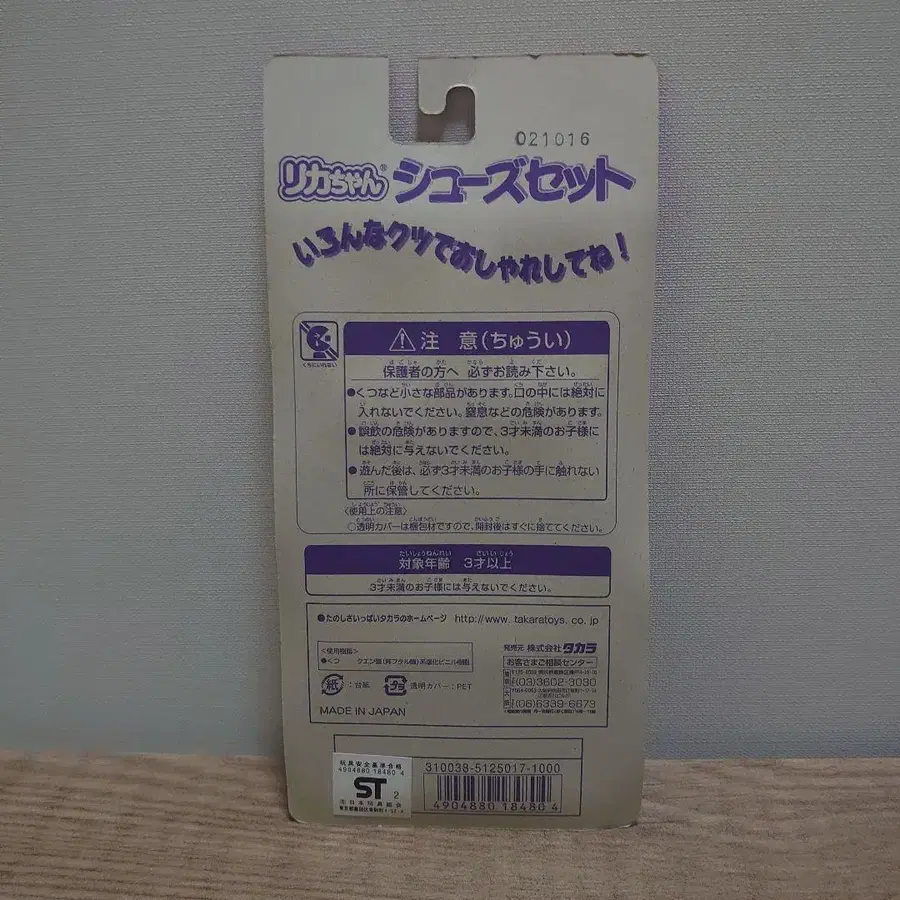 021016
リカちゃん® シューズセット
いろんなクツでおしゃれしてね！
くちにいれない
注 意(ちゅうい)
保護者の方へ 必ずお読み下さい。
●くつなど小さな部品があります。口の中には絶対に
入れないでください。窒息などの危険があります。
●誤飲の危険がありますので、3才未満のお子様に
は絶対に与えないでください。
●遊んだ後は、必ず3才未満のお子様の手に触れない
所に保管してください。
〈使用上の注意〉
○透明カバーは梱包材ですので、開封後はすぐに捨ててください。
対象年齢 3才以上
3才未満のお子様には与えないでください。
●たのしさいっぱいタカラのホームページ http://www.takaratoys.co.jp
<使用樹脂>
●くつ
発売元 株式会社タカラ
お客さまご相談センター
(03)3602-3030
(06)6339-6673
紙 :台紙
透明カバー:PET
MADE IN JAPAN
玩具安全基準合格
4904880 18480 4
ST 2
310038-5125017-1000
4 904880 184804